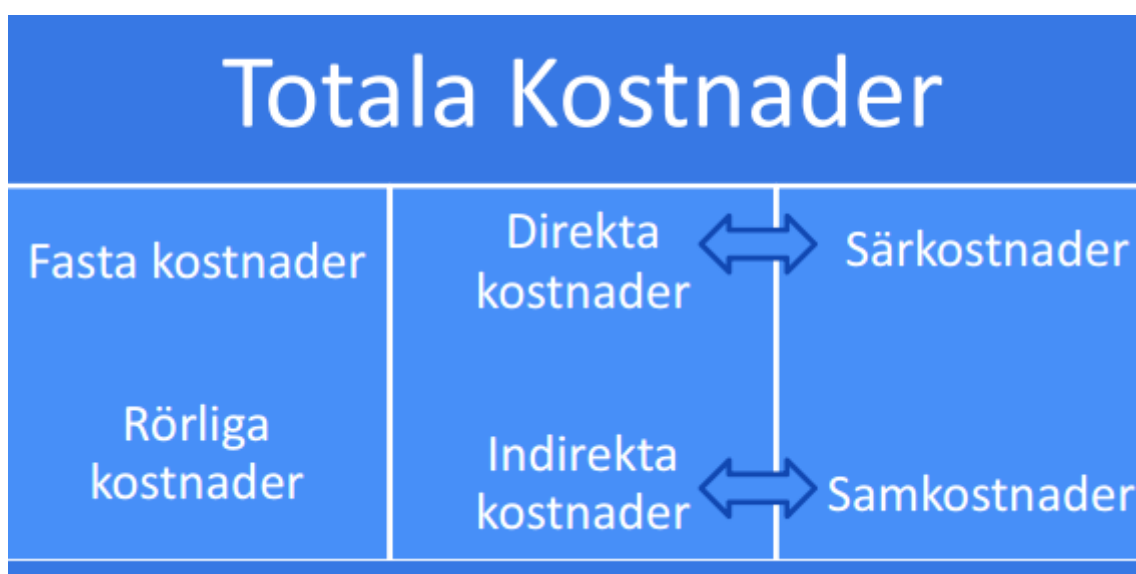 Totala Kostnader
Fasta kostnader
Rörliga
kostnader
Direkta
kostnader
Indirekta
kostnader
Särkostnader
Samkostnader